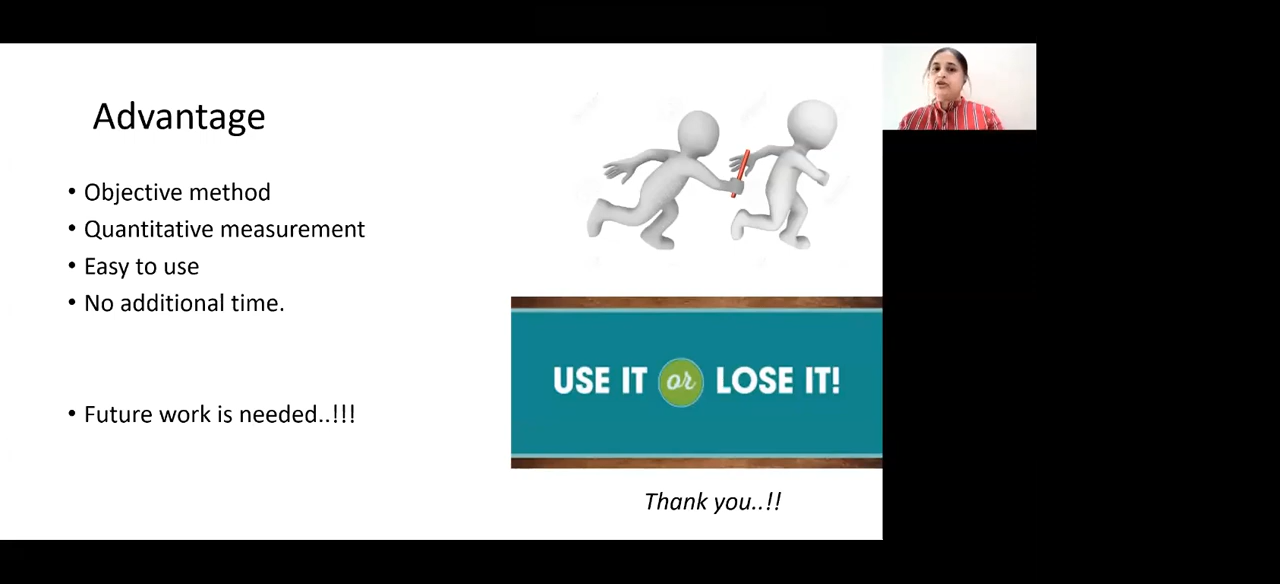 Advantage
• Objective method
• Quantitative measurement
• Easy to use
• No additional time.
• Future work is needed..!!!
USE IT or LOSE IT!
Thank you..!!